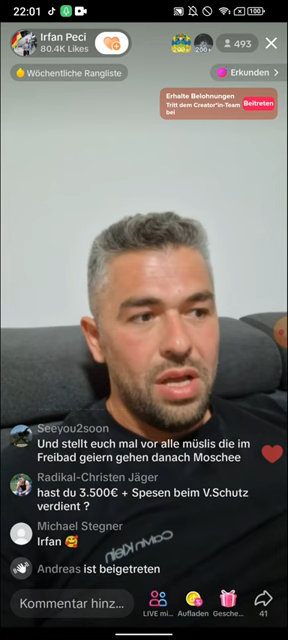 22:01
100
Irfan Peci
80.4K Likes
200+
200+
493
Wöchentliche Rangliste
Erkunden
Erhalte Belohnungen
Tritt dem Creator*in-Team
bei
Beitreten
Seeyou2soon
Und stellt euch mal vor alle müslis die im
Freibad geiern gehen danach Moschee
Radikal-Christen Jäger
hast du 3.500€ + Spesen beim V.Schutz
verdient ?
Michael Stegner
Irfan 🥰
Andreas ist beigetreten
Calvin Klein
Kommentar hinz...
LIVE mi...
Aufladen
Gesche...
41